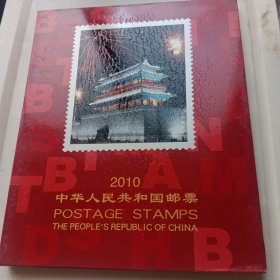 2010
中华人民共和国邮票
POSTAGE STAMPS
THE PEOPLE'S REPUBLIC OF CHINA